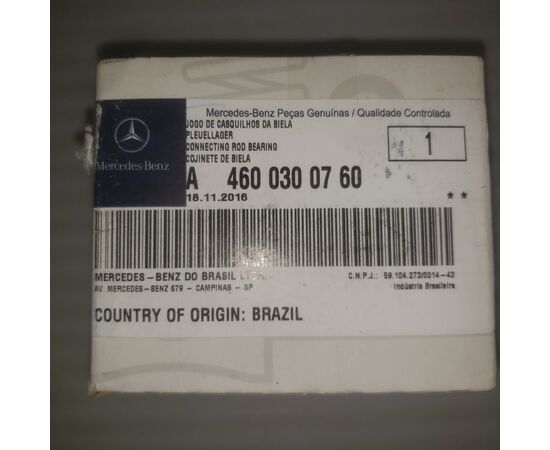 Mercedes-Benz Peças Genuínas / Qualidade Controlada
JOGO DE CASQUILHOS DA BIELA
PLEUELLAGER
CONNECTING ROD BEARING
COJINETE DE BIELA
1
Mercedes-Benz
A 460 030 07 60
18.11.2016
**
MERCEDES-BENZ DO BRASIL
C.N.P.J.: 59.104.273/0014-43
AV. MERCEDES-BENZ 679 - CAMPINAS - SP
Indústria Brasileira
COUNTRY OF ORIGIN: BRAZIL